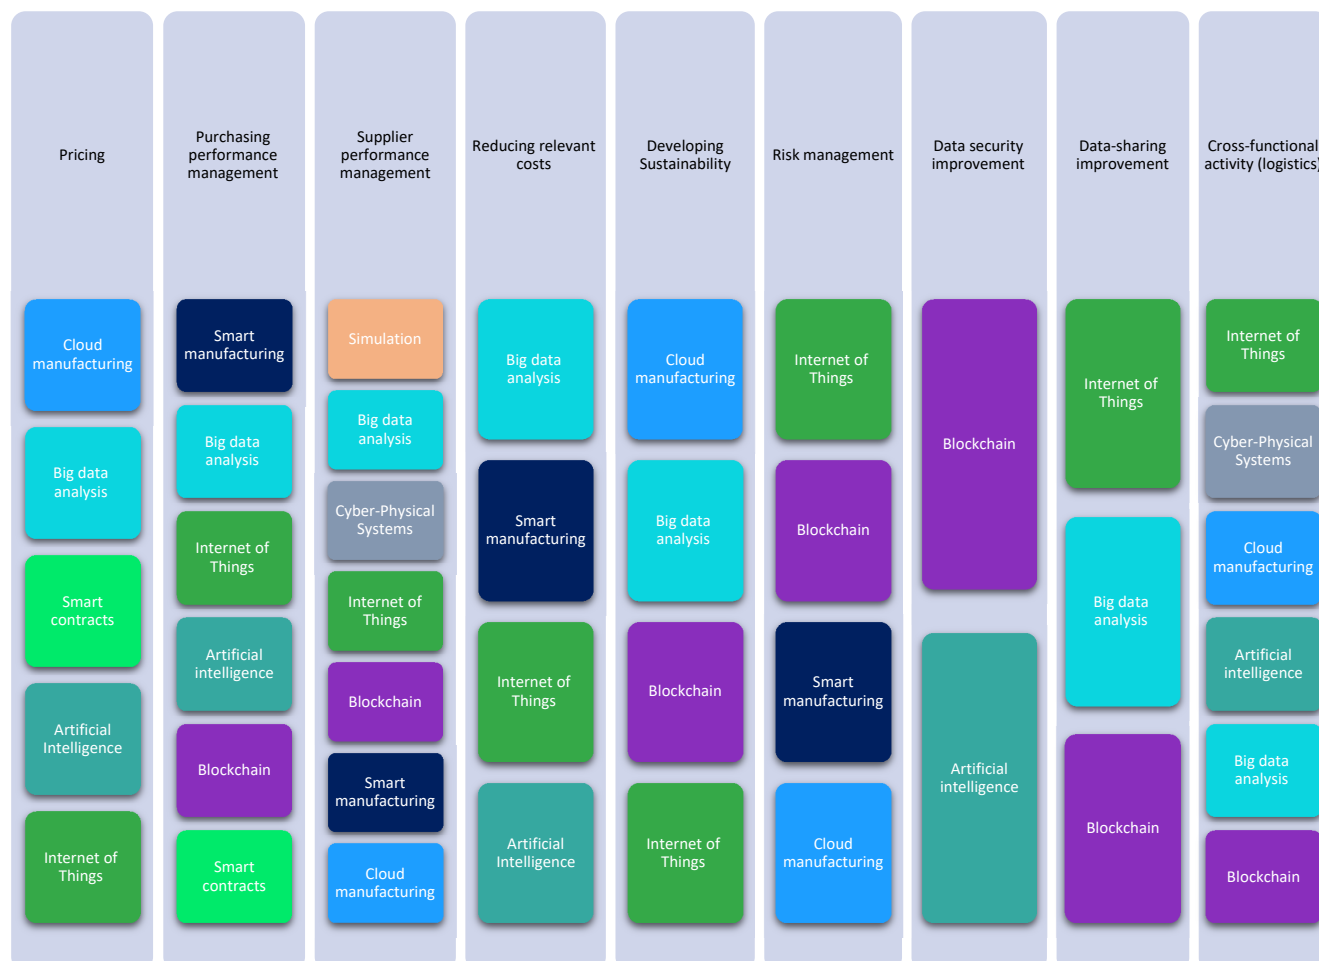 Pricing
Cloud
manufacturing
Big data
analysis
Smart
contracts
Artificial
Intelligence
Internet of
Things
Purchasing
performance
management
Smart
manufacturing
Big data
analysis
Internet of
Things
Artificial
intelligence
Blockchain
Smart
contracts
Supplier
performance
management
Simulation
Big data
analysis
Cyber-Physical
Systems
Internet of
Things
Blockchain
Smart
manufacturing
Cloud
manufacturing
Reducing relevant
costs
Big data
analysis
Smart
manufacturing
Internet of
Things
Artificial
Intelligence
Developing
Sustainability
Cloud
manufacturing
Big data
analysis
Blockchain
Internet of
Things
Risk management
Internet of
Things
Blockchain
Smart
manufacturing
Cloud
manufacturing
Data security
improvement
Blockchain
Artificial
intelligence
Data-sharing
improvement
Internet of
Things
Big data
analysis
Blockchain
Cross-functional
activity (logistics)
Internet of
Things
Cyber-Physical
Systems
Cloud
manufacturing
Artificial
intelligence
Big data
analysis
Blockchain